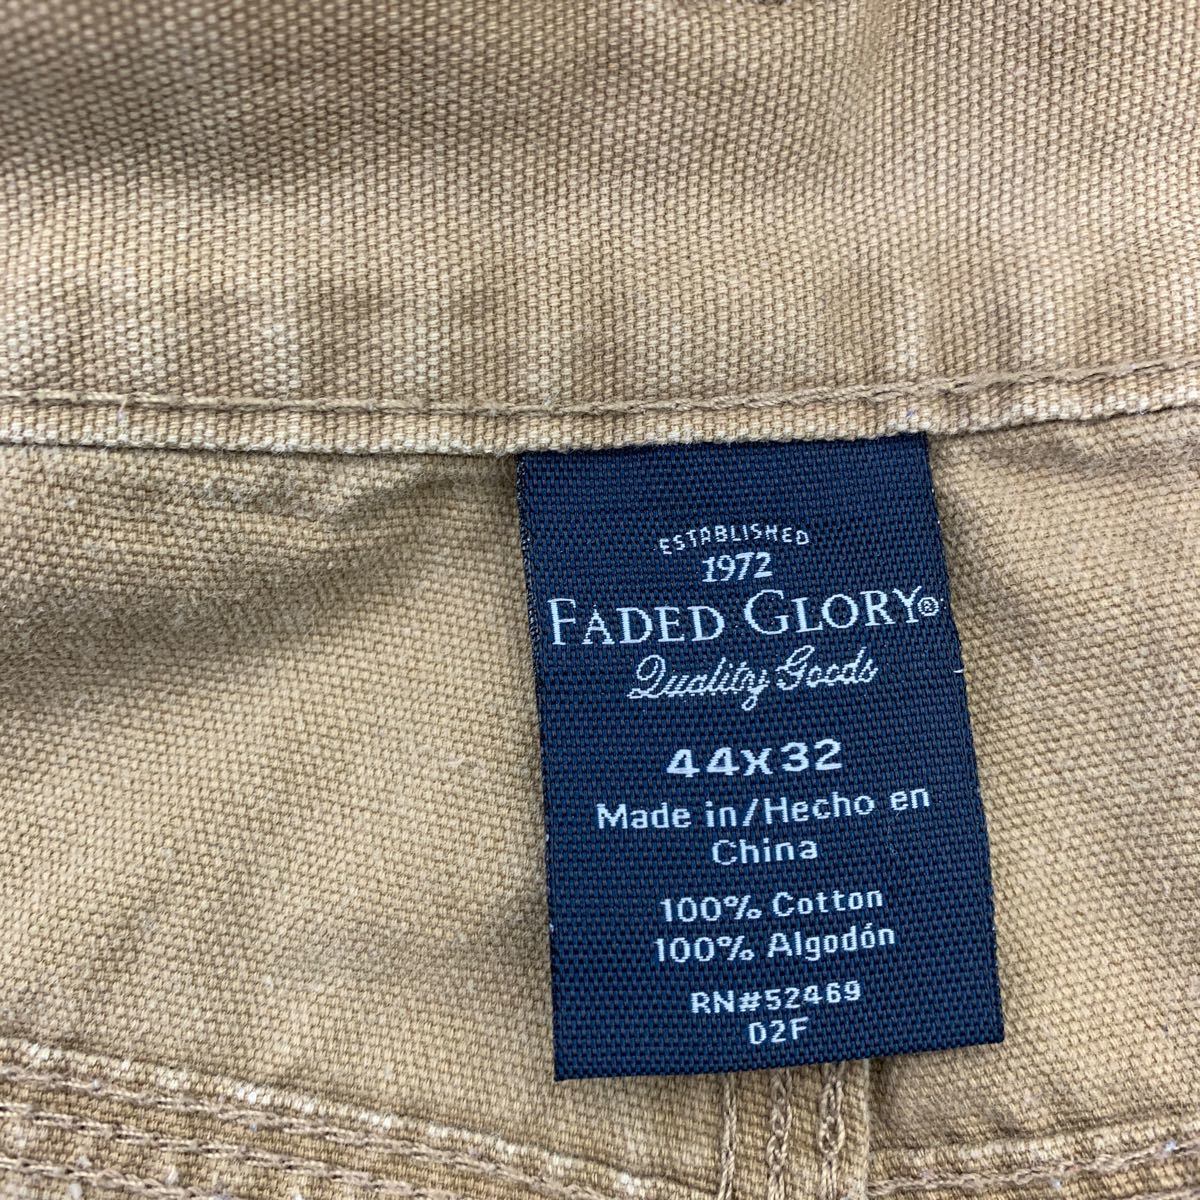 ESTABLISHED
1972
FADED GLORY®
Quality Goods
44X32
Made in/Hecho en
China
100% Cotton
100% Algodón
RN#52469
02F